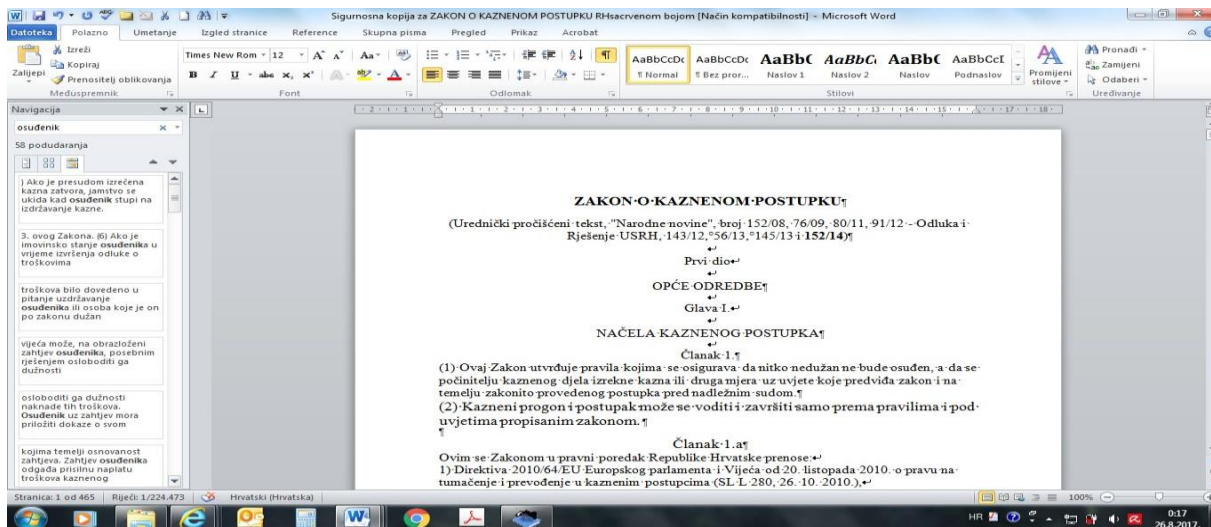 Sigurnosna kopija za ZAKON O KAZNENOM POSTUPKU RHsacrvenom bojom [Način kompatibilnosti] - Microsoft Word
Datoteka Polazno Umetanje Izgled stranice Reference Skupna pisma Pregled Prikaz Acrobat
Zalijepi
Izreži
Kopiraj
Prenositelj oblikovanja
Međuspremnik
Times New Rom 12
Font
Odlomak
AaBbCcDc AaBbCcDc AaBbC AaBbCc AaBbC AaBbCcI
¶ Normal ¶ Bez pror... Naslov 1 Naslov 2 Naslov Podnaslov
Promijeni stilove
Stilovi
Pronađi
Zamijeni
Odaberi
Uređivanje
Navigacija
osuđenik
58 podudaranja
) Ako je presudom izrečena
kazna zatvora, jamstvo se
ukida kad osuđenik stupi na
izdržavanje kazne.
3. ovog Zakona. (6) Ako je
imovinsko stanje osuđenika u
vrijeme izvršenja odluke o
troškovima
troškova bilo dovedeno u
pitanje uzdržavanje
osuđenika ili osoba koje je on
po zakonu dužan
vijeća može, na obrazloženi
zahtjev osuđenika, posebnim
rješenjem osloboditi ga
dužnosti
osloboditi ga dužnosti
naknade tih troškova.
Osuđenik uz zahtjev mora
priložiti dokaze o svom
kojima temelji osnovanost
zahtjeva. Zahtjev osuđenika
odgađa prisilnu naplatu
troškova kaznenog
ZAKON O KAZNENOM POSTUPKU¶
(Urednički pročišćeni tekst, "Narodne novine", broj 152/08, 76/09, 80/11, 91/12 - Odluka i
Rješenje USRH, 143/12,°56/13,°145/13 i 152/14)¶
Prvi dio
OPĆE ODREDBE¶
Glava I.
NAČELA KAZNENOG POSTUPKA¶
Članak 1.¶
(1) Ovaj Zakon utvrđuje pravila kojima se osigurava da nitko nedužan ne bude osuđen, a da se
počinitelju kaznenog djela izrekne kazna ili druga mjera uz uvjete koje predviđa zakon i na
temelju zakonito provedenog postupka pred nadležnim sudom.¶
(2) Kazneni progon i postupak može se voditi i završiti samo prema pravilima i pod
uvjetima propisanim zakonom. ¶
¶
Članak 1.a¶
Ovim se Zakonom u pravni poredak Republike Hrvatske prenose:
1) Direktiva 2010/64/EU Europskog parlamenta i Vijeća od 20. listopada 2010. o pravu na
tumačenje i prevođenje u kaznenim postupcima (SL L 280, 26. 10. 2010.),
Stranica: 1 od 465 Riječi: 1/224.473 Hrvatski (Hrvatska) 100%
HR 0:17
26.8.2017.